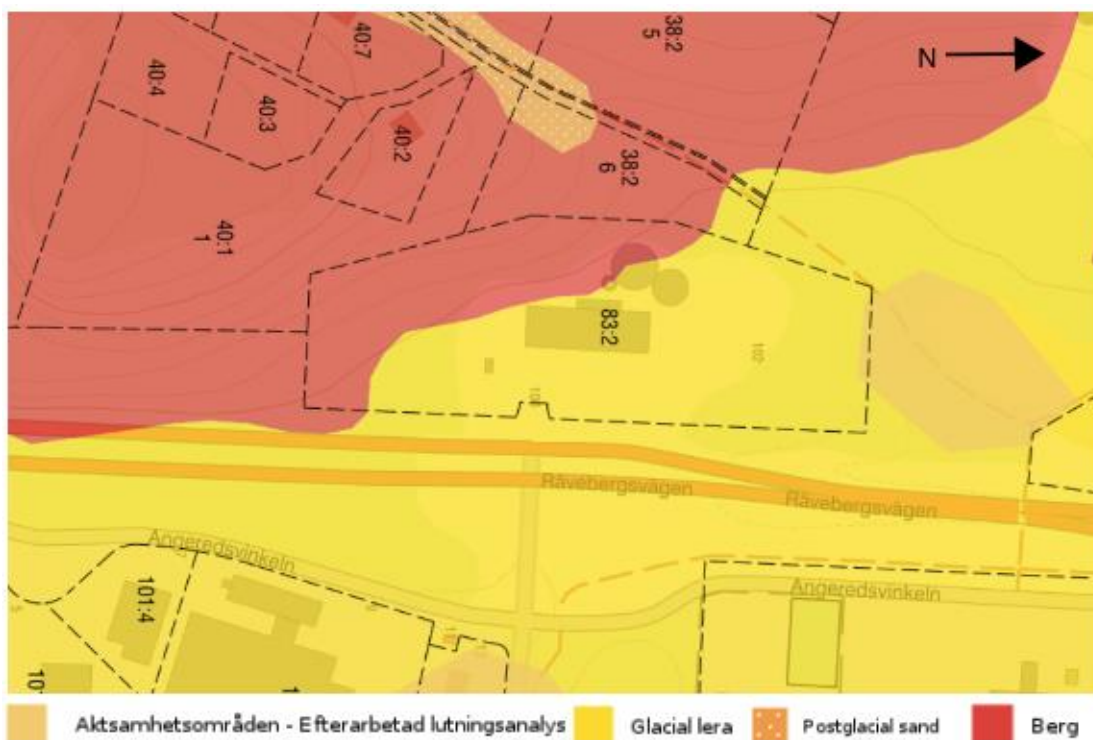 40:4
40:3
40:7
40:2
38:2
5
38:2
6
N
40:1
1
83:2
102
Rävebergsvägen
Rävebergsvägen
Angeredsvinkeln
Angeredsvinkeln
101:4
Aktsamhetsområden - Efterarbetad lutningsanalys
Glacial lera
Postglacial sand
Berg